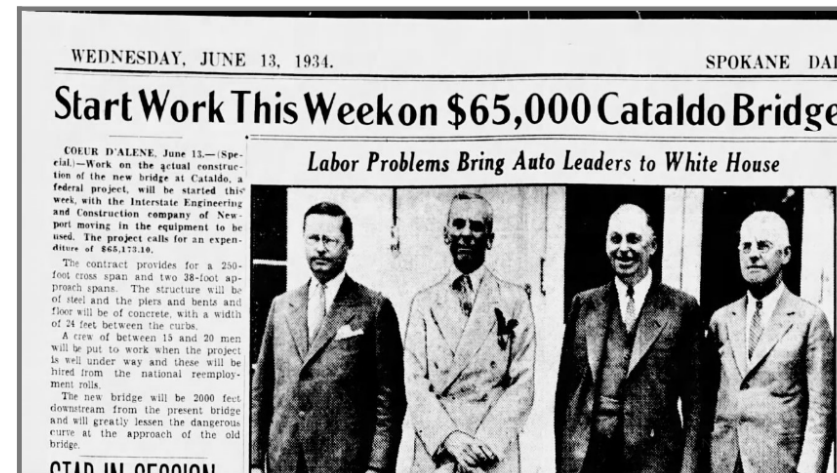 WEDNESDAY, JUNE 13, 1934.
SPOKANE DAI
Start Work This Week on $65,000 Cataldo Bridge
COEUR D'ALENE, June 13.—(Spe-
cial.)—Work on the actual construc-
tion of the new bridge at Cataldo, a
federal project, will be started this
week, with the Interstate Engineering
and Construction company of New-
port moving in the equipment to be
used. The project calls for an expen-
diture of $65,173.10.
The contract provides for a 250-
foot cross span and two 38-foot ap-
proach spans. The structure will be
of steel and the piers and bents and
floor will be of concrete, with a width
of 24 feet between the curbs.
A crew of between 15 and 20 men
will be put to work when the project
is well under way and these will be
hired from the national reemploy-
ment rolls.
The new bridge will be 2000 feet
downstream from the present bridge
and will greatly lessen the dangerous
curve at the approach of the old
bridge.
Labor Problems Bring Auto Leaders to White House
STAR IN SESSION